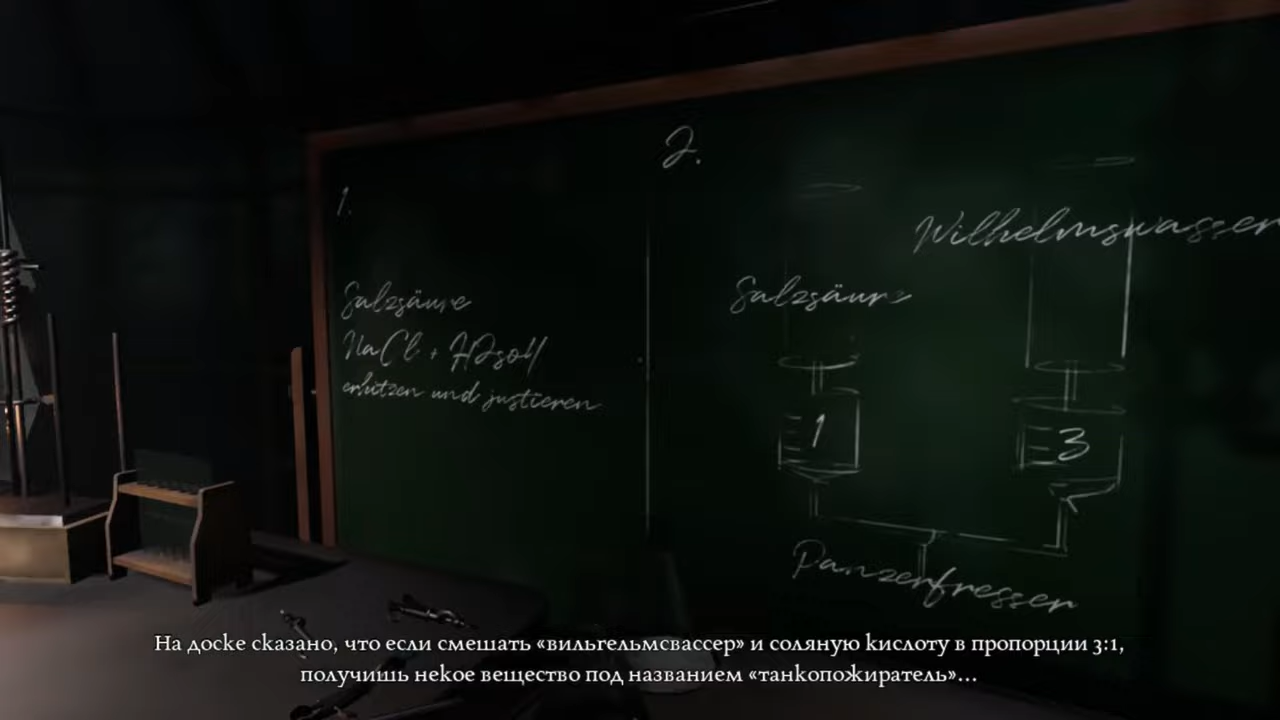 1.
Salzsäure
NaCl + H2so4
erhitzen und justieren
2.
Wilhelmswasser
Salzsäure
1
3
Panzerfresser
На доске сказано, что если смешать «вильгельмсвассер» и соляную кислоту в пропорции 3:1,
получишь некое вещество под названием «танкопожиратель»...